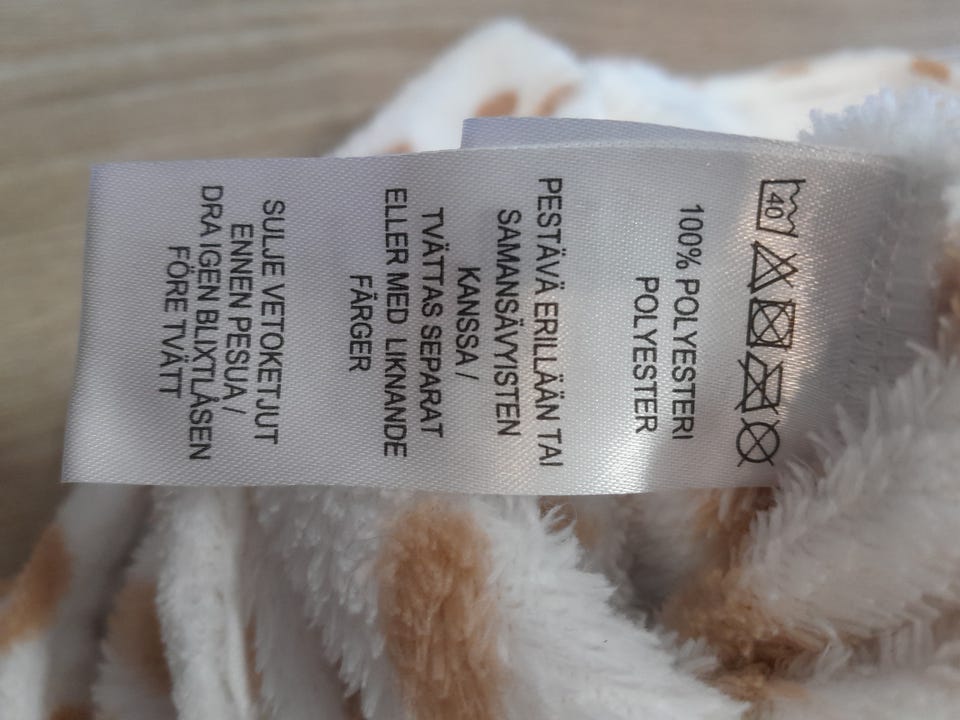 40
100% POLYESTERI
POLYESTER
PESTÄVÄ ERILLÄÄN TAI
SAMANSÄVYISTEN
KANSSA /
TVÄTTAS SEPARAT
ELLER MED LIKNANDE
FÄRGER
SULJE VETOKETJUT
ENNEN PESUA /
DRA IGEN BLIXTLÅSEN
FÖRE TVÄTT